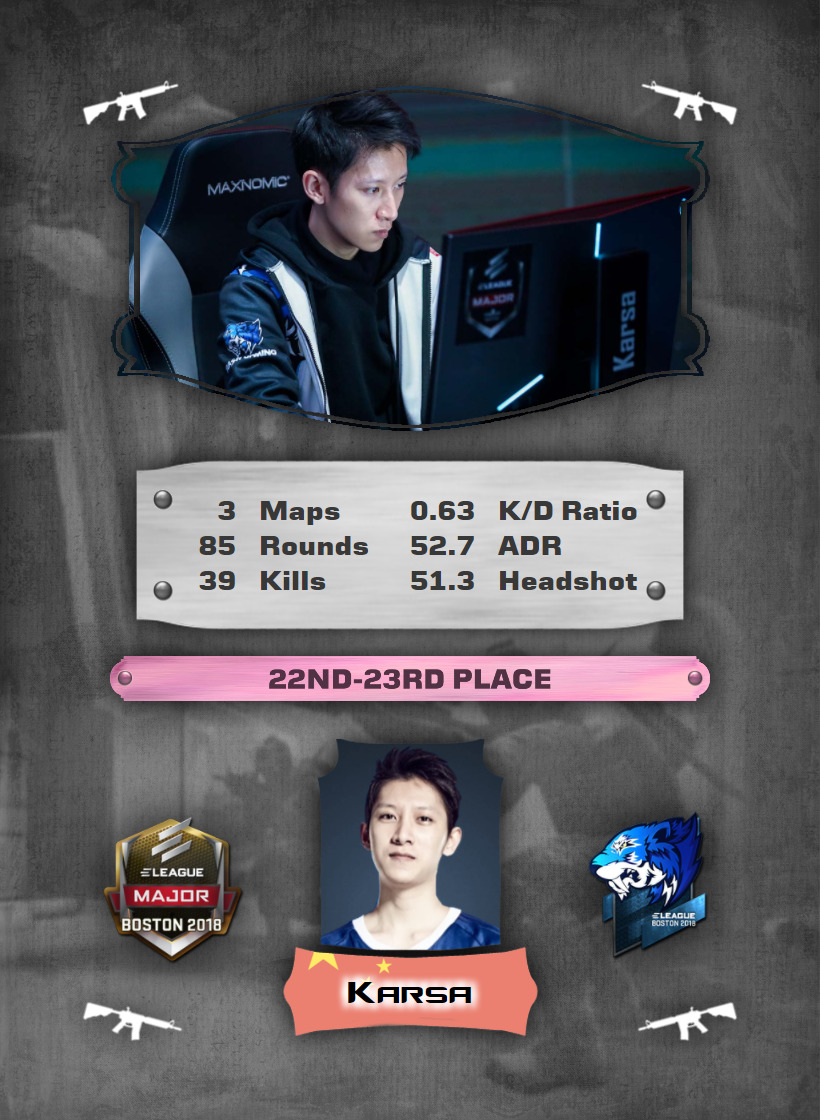 MAXNOMIC
ELEAGUE
MAJOR
Karsa
3 Maps 0.63 K/D Ratio
85 Rounds 52.7 ADR
39 Kills 51.3 Headshot
22ND-23RD PLACE
ELEAGUE
MAJOR
BOSTON 2018
ELEAGUE
BOSTON 2018
KARSA